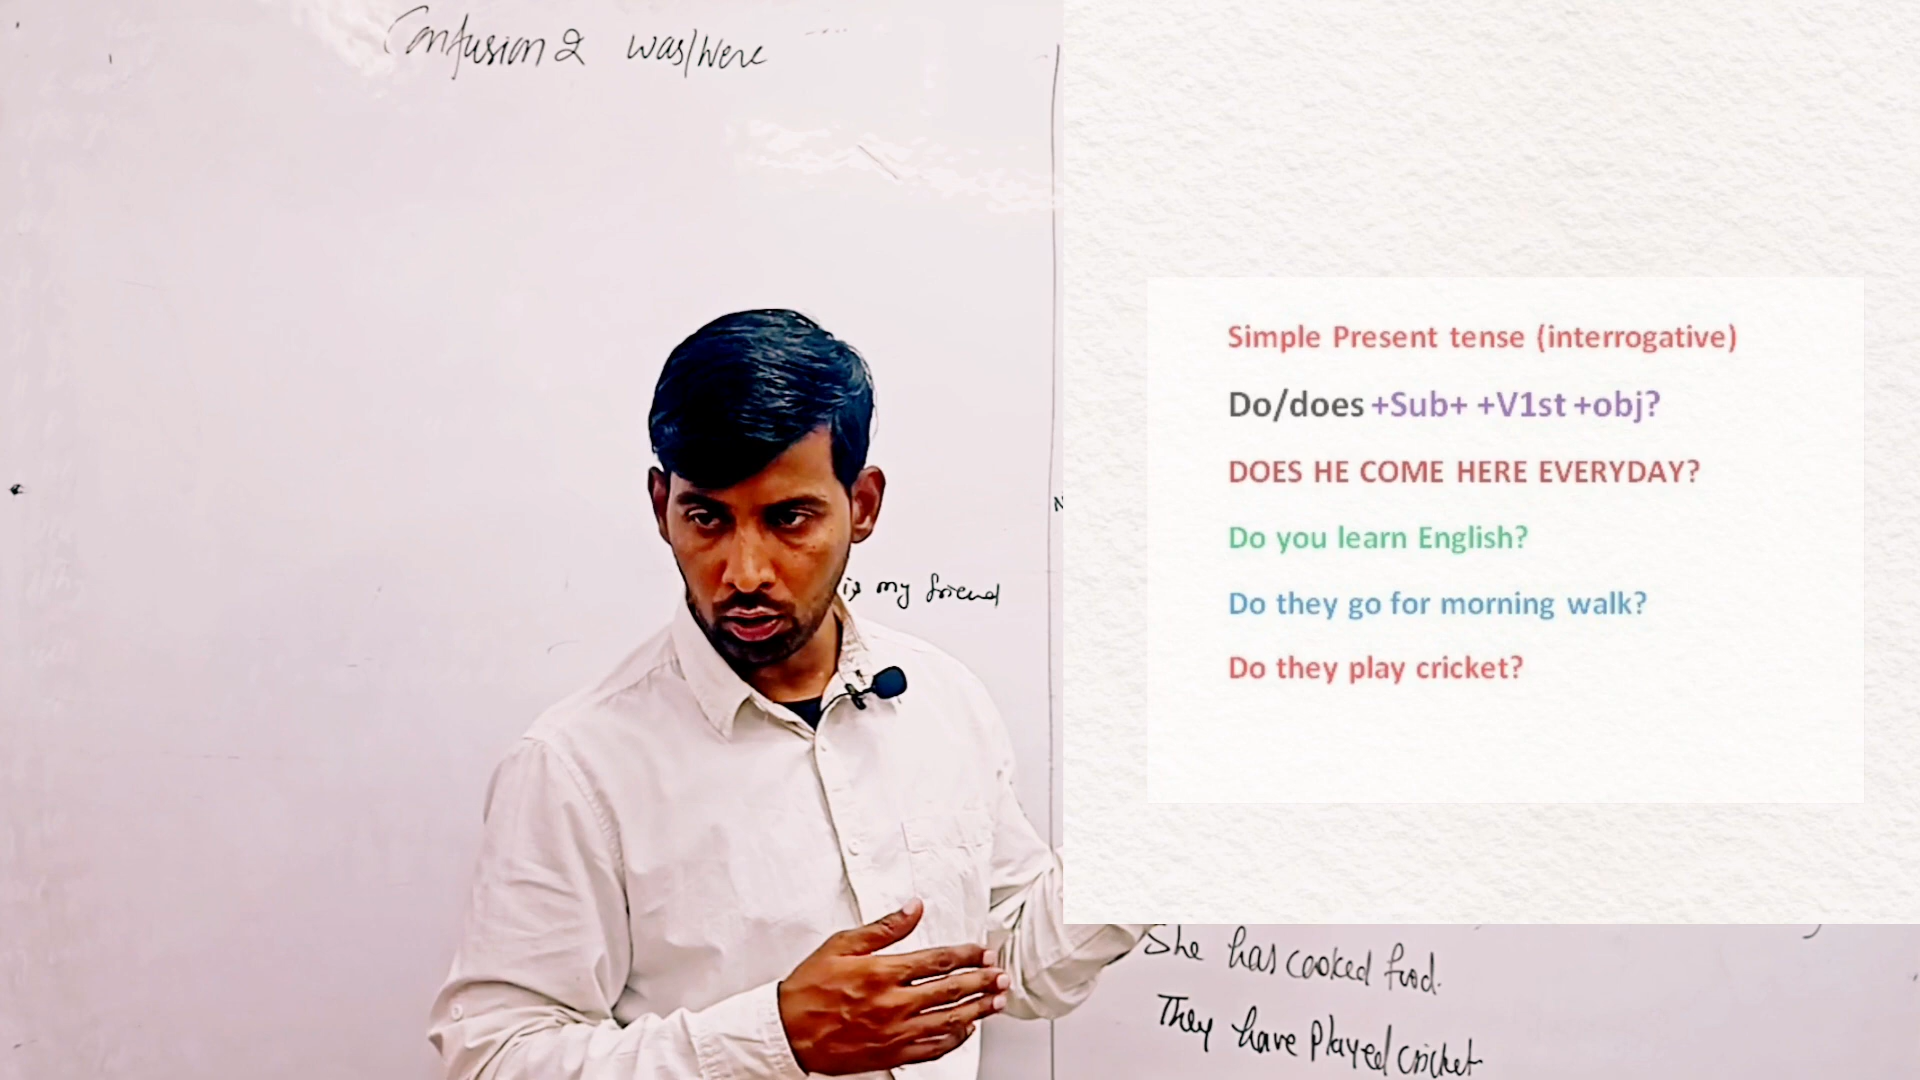 Confusion 2 was/were
is my friend
Simple Present tense (interrogative)
Do/does +Sub+ +V1st +obj?
DOES HE COME HERE EVERYDAY?
Do you learn English?
Do they go for morning walk?
Do they play cricket?
She has cooked food.
They have Played cricket